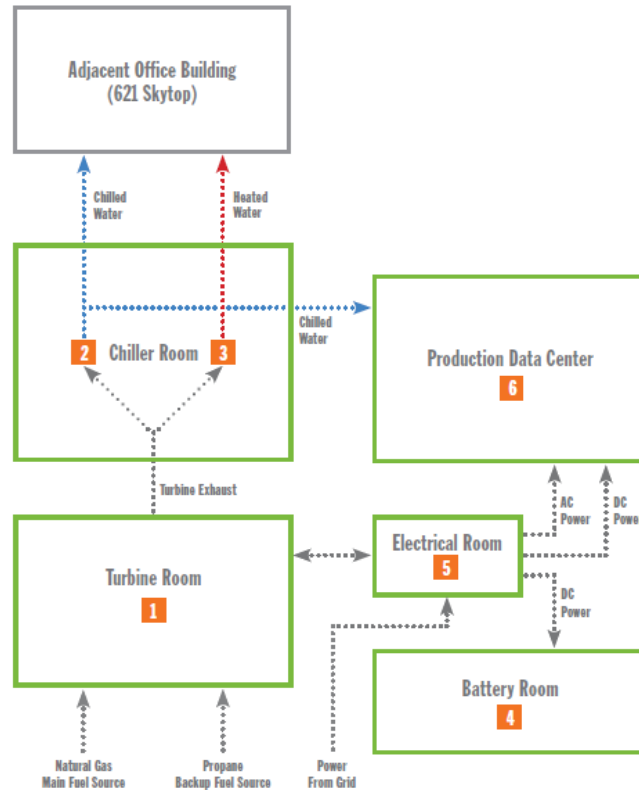 Adjacent Office Building
(621 Skytop)
Chilled
Water
Heated
Water
Chilled
Water
2 Chiller Room 3
Production Data Center
6
Turbine Exhaust
AC
Power
DC
Power
Electrical Room
5
Turbine Room
1
DC
Power
Battery Room
4
Natural Gas
Main Fuel Source
Propane
Backup Fuel Source
Power
From Grid